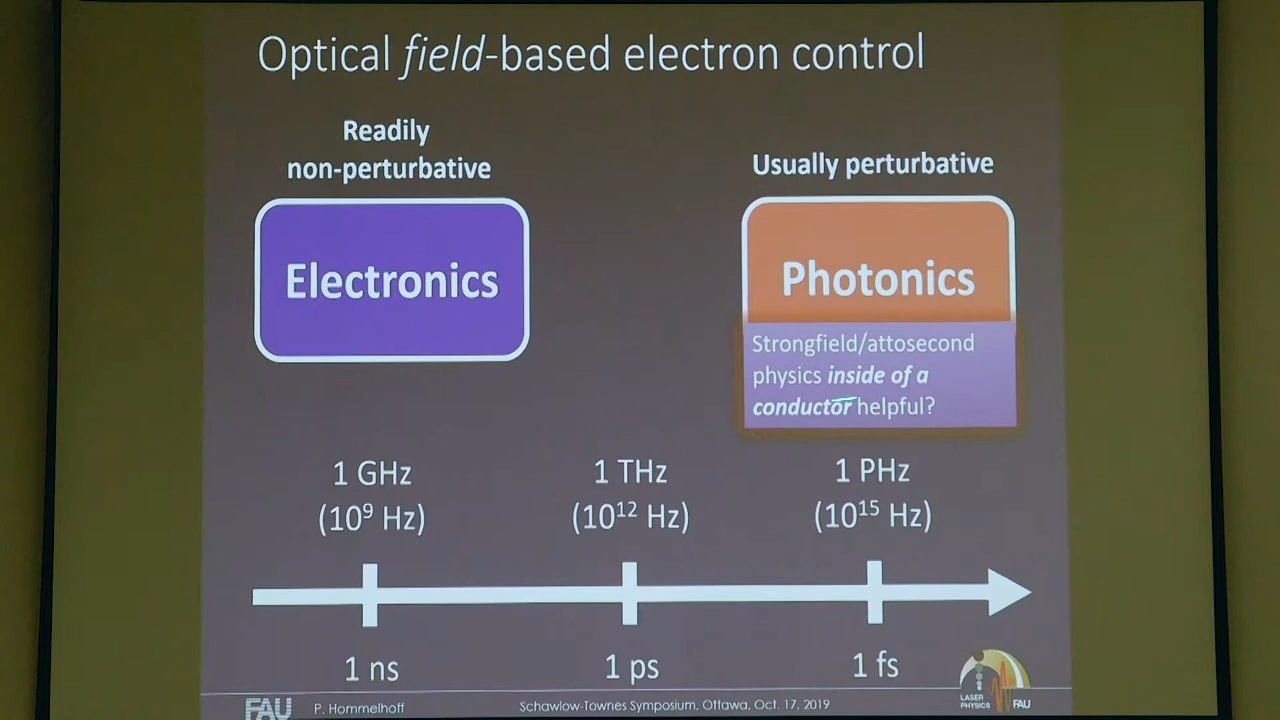 Optical field-based electron control
Readily
non-perturbative
Usually perturbative
Electronics
Photonics
Strongfield/attosecond
physics inside of a
conductor helpful?
1 GHz
(10⁹ Hz)
1 THz
(10¹² Hz)
1 PHz
(10¹⁵ Hz)
1 ns
1 ps
1 fs
FAU
P. Hommelhoff
Schawlow-Townes Symposium, Ottawa, Oct. 17, 2019
LASER
PHYSICS
FAU